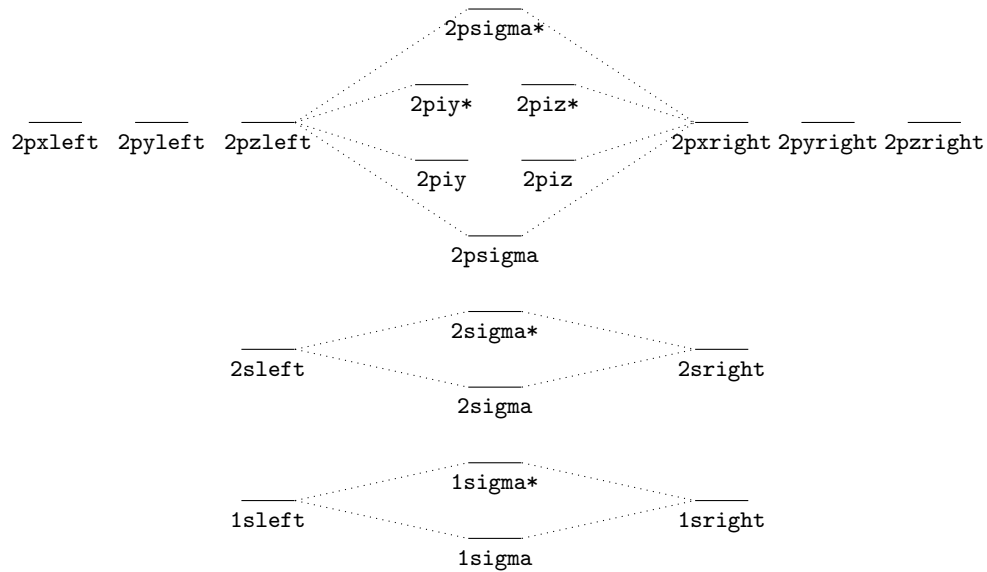 2psigma*
2piy* 2piz*
2pxleft 2pyleft 2pzleft 2pxright 2pyright 2pzright
2piy 2piz
2psigma
2sigma*
2sleft 2sright
2sigma
1sigma*
1sleft 1sright
1sigma